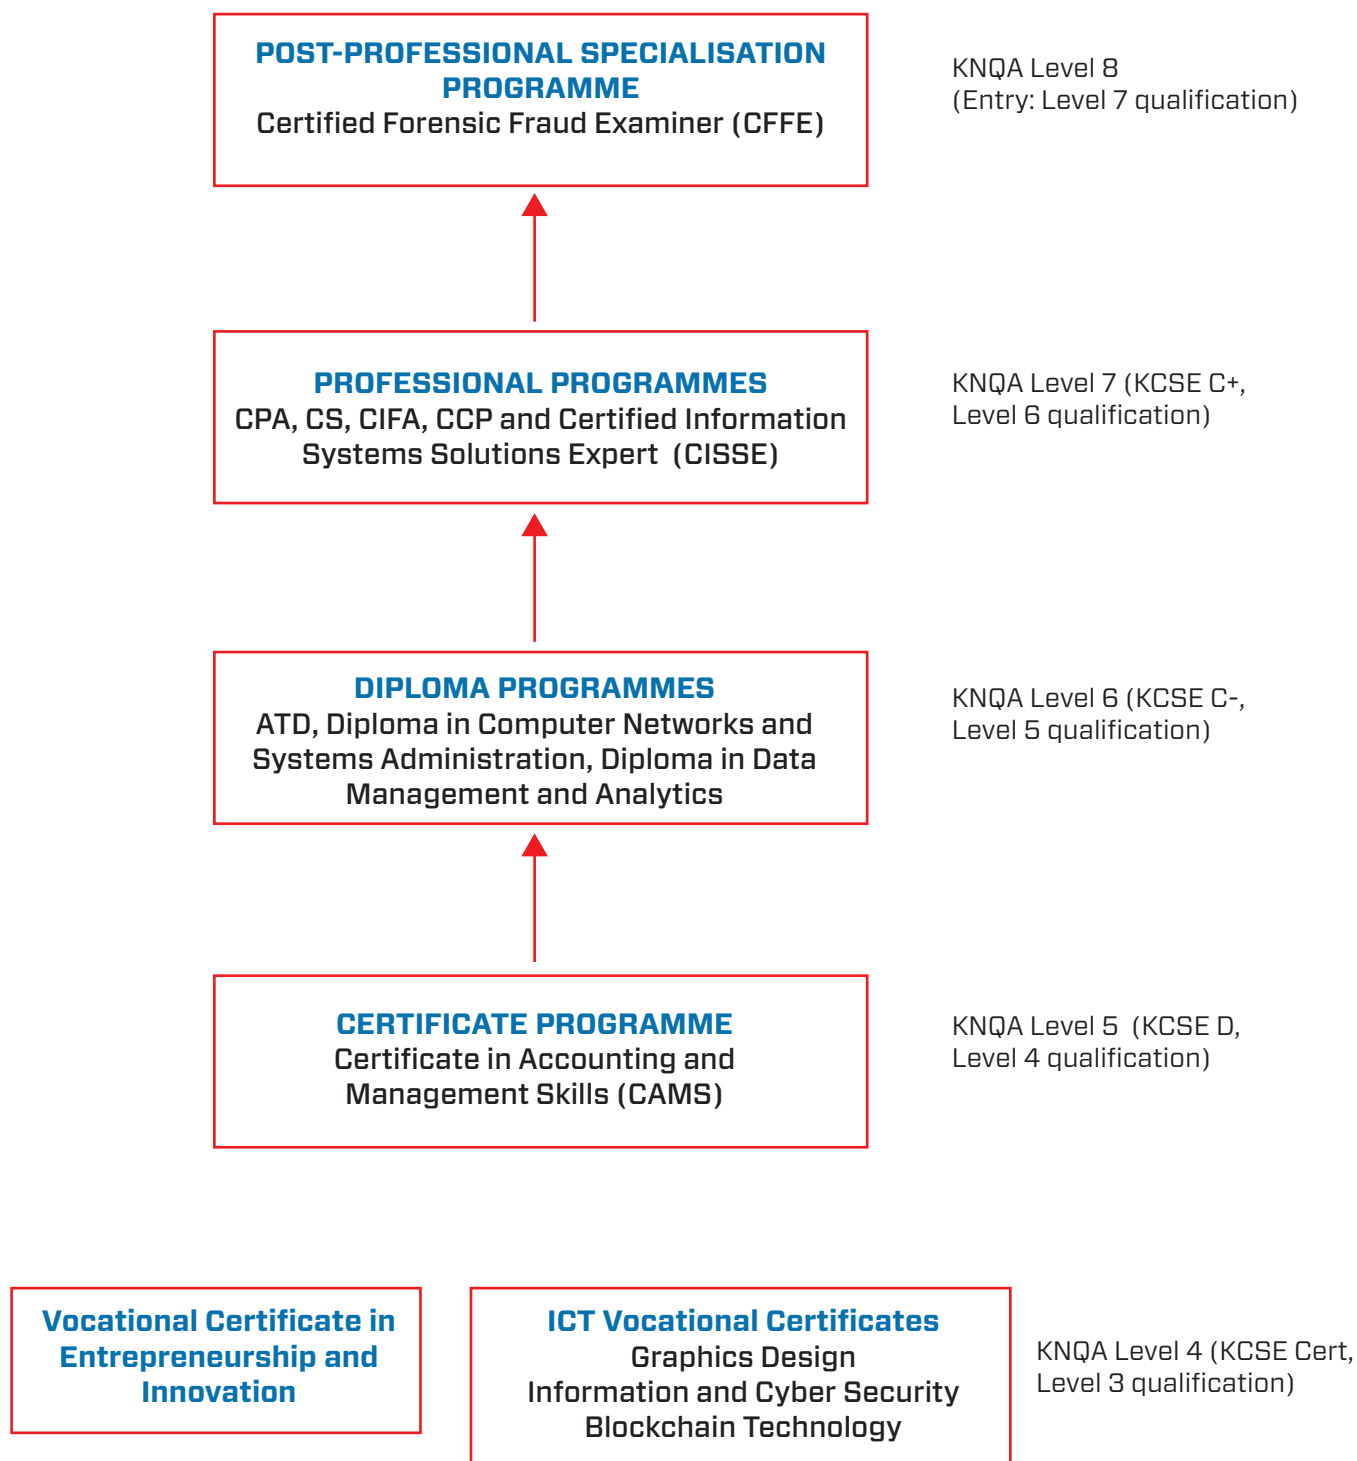 POST-PROFESSIONAL SPECIALISATION
PROGRAMME
Certified Forensic Fraud Examiner (CFFE)
KNQA Level 8
(Entry: Level 7 qualification)
PROFESSIONAL PROGRAMMES
CPA, CS, CIFA, CCP and Certified Information
Systems Solutions Expert (CISSE)
KNQA Level 7 (KCSE C+,
Level 6 qualification)
DIPLOMA PROGRAMMES
ATD, Diploma in Computer Networks and
Systems Administration, Diploma in Data
Management and Analytics
KNQA Level 6 (KCSE C-,
Level 5 qualification)
CERTIFICATE PROGRAMME
Certificate in Accounting and
Management Skills (CAMS)
KNQA Level 5 (KCSE D,
Level 4 qualification)
Vocational Certificate in
Entrepreneurship and
Innovation
ICT Vocational Certificates
Graphics Design
Information and Cyber Security
Blockchain Technology
KNQA Level 4 (KCSE Cert,
Level 3 qualification)